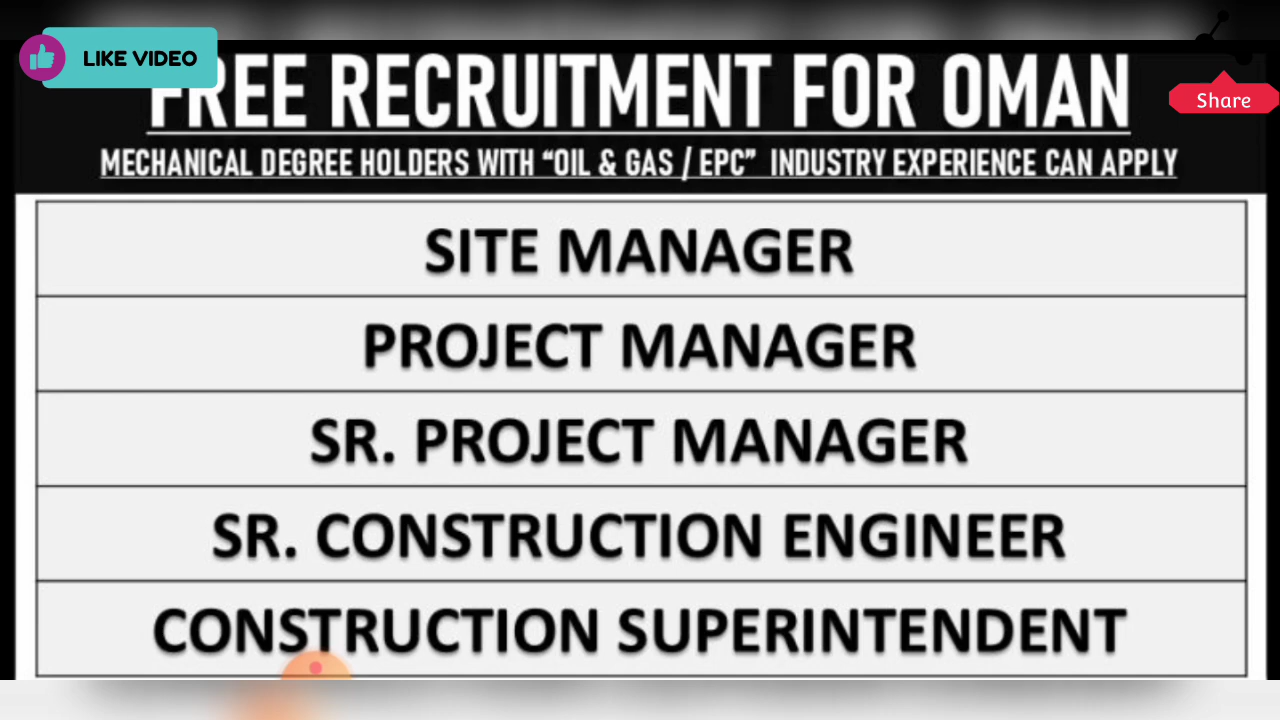 LIKE VIDEO
FREE RECRUITMENT FOR OMAN
Share
MECHANICAL DEGREE HOLDERS WITH “OIL & GAS / EPC” INDUSTRY EXPERIENCE CAN APPLY
SITE MANAGER
PROJECT MANAGER
SR. PROJECT MANAGER
SR. CONSTRUCTION ENGINEER
CONSTRUCTION SUPERINTENDENT